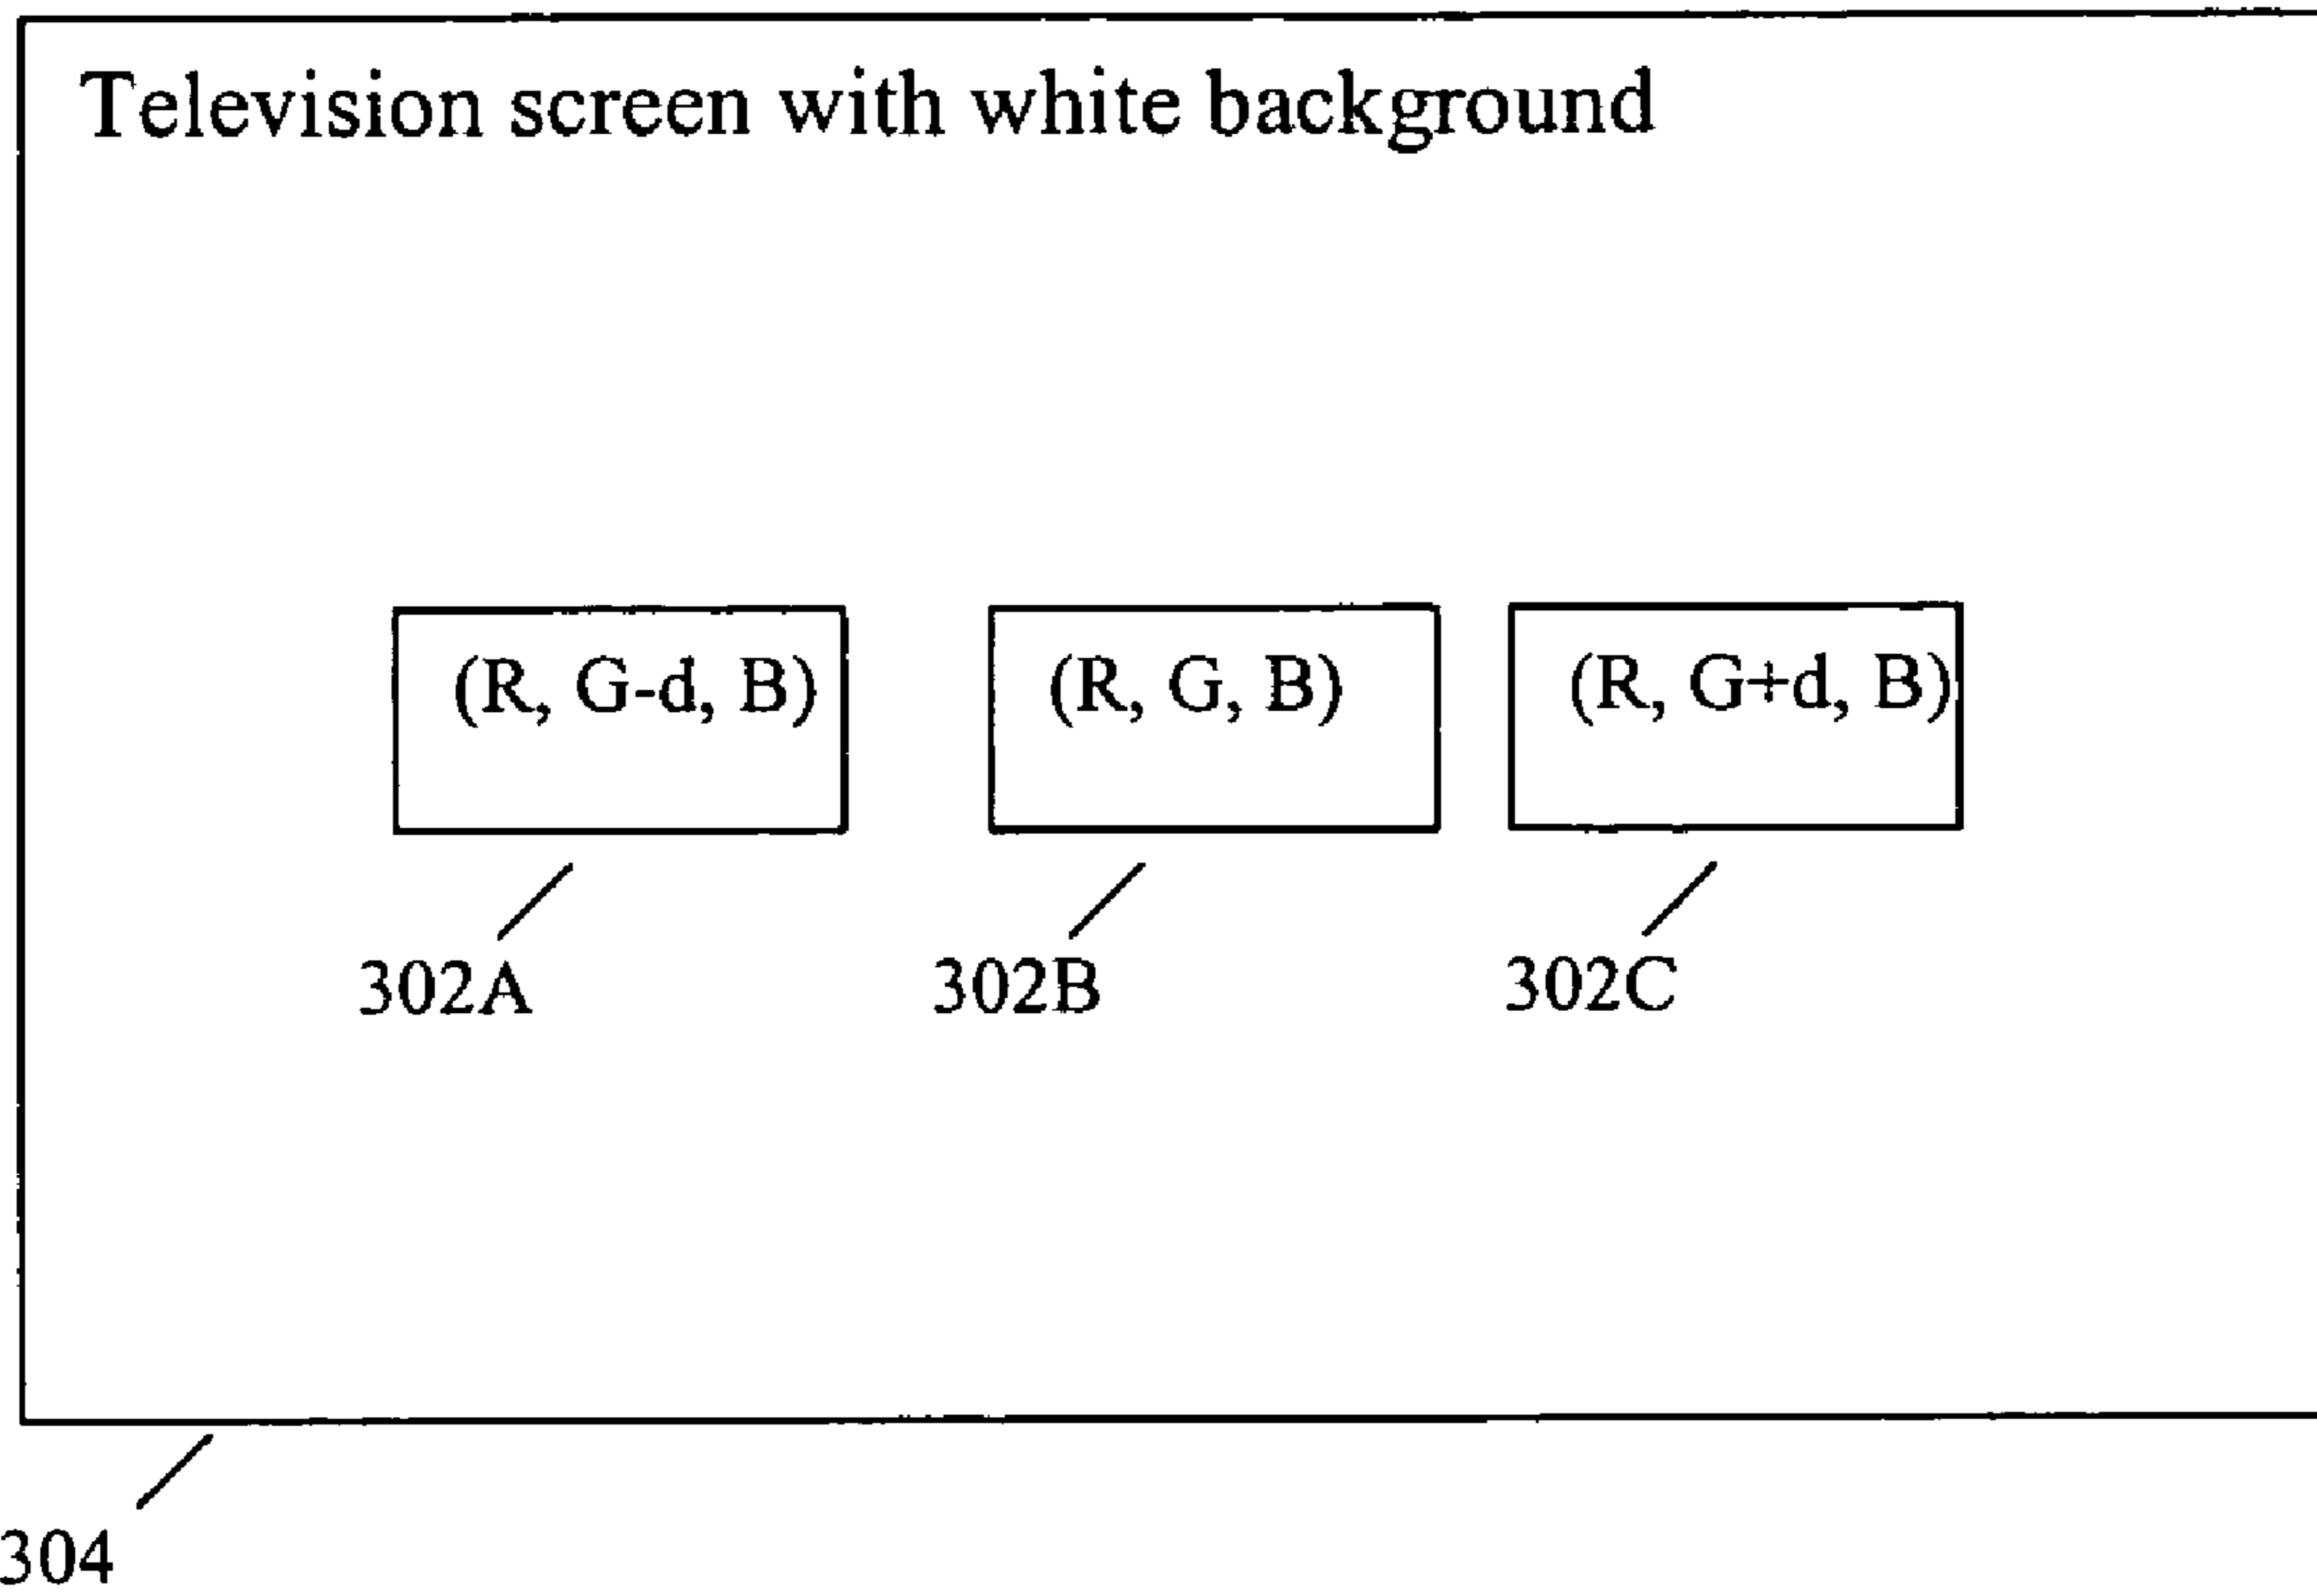 Television screen with white background
(R, G-d, B) (R, G, B) (R, G+d, B)
302A 302B 302C
304